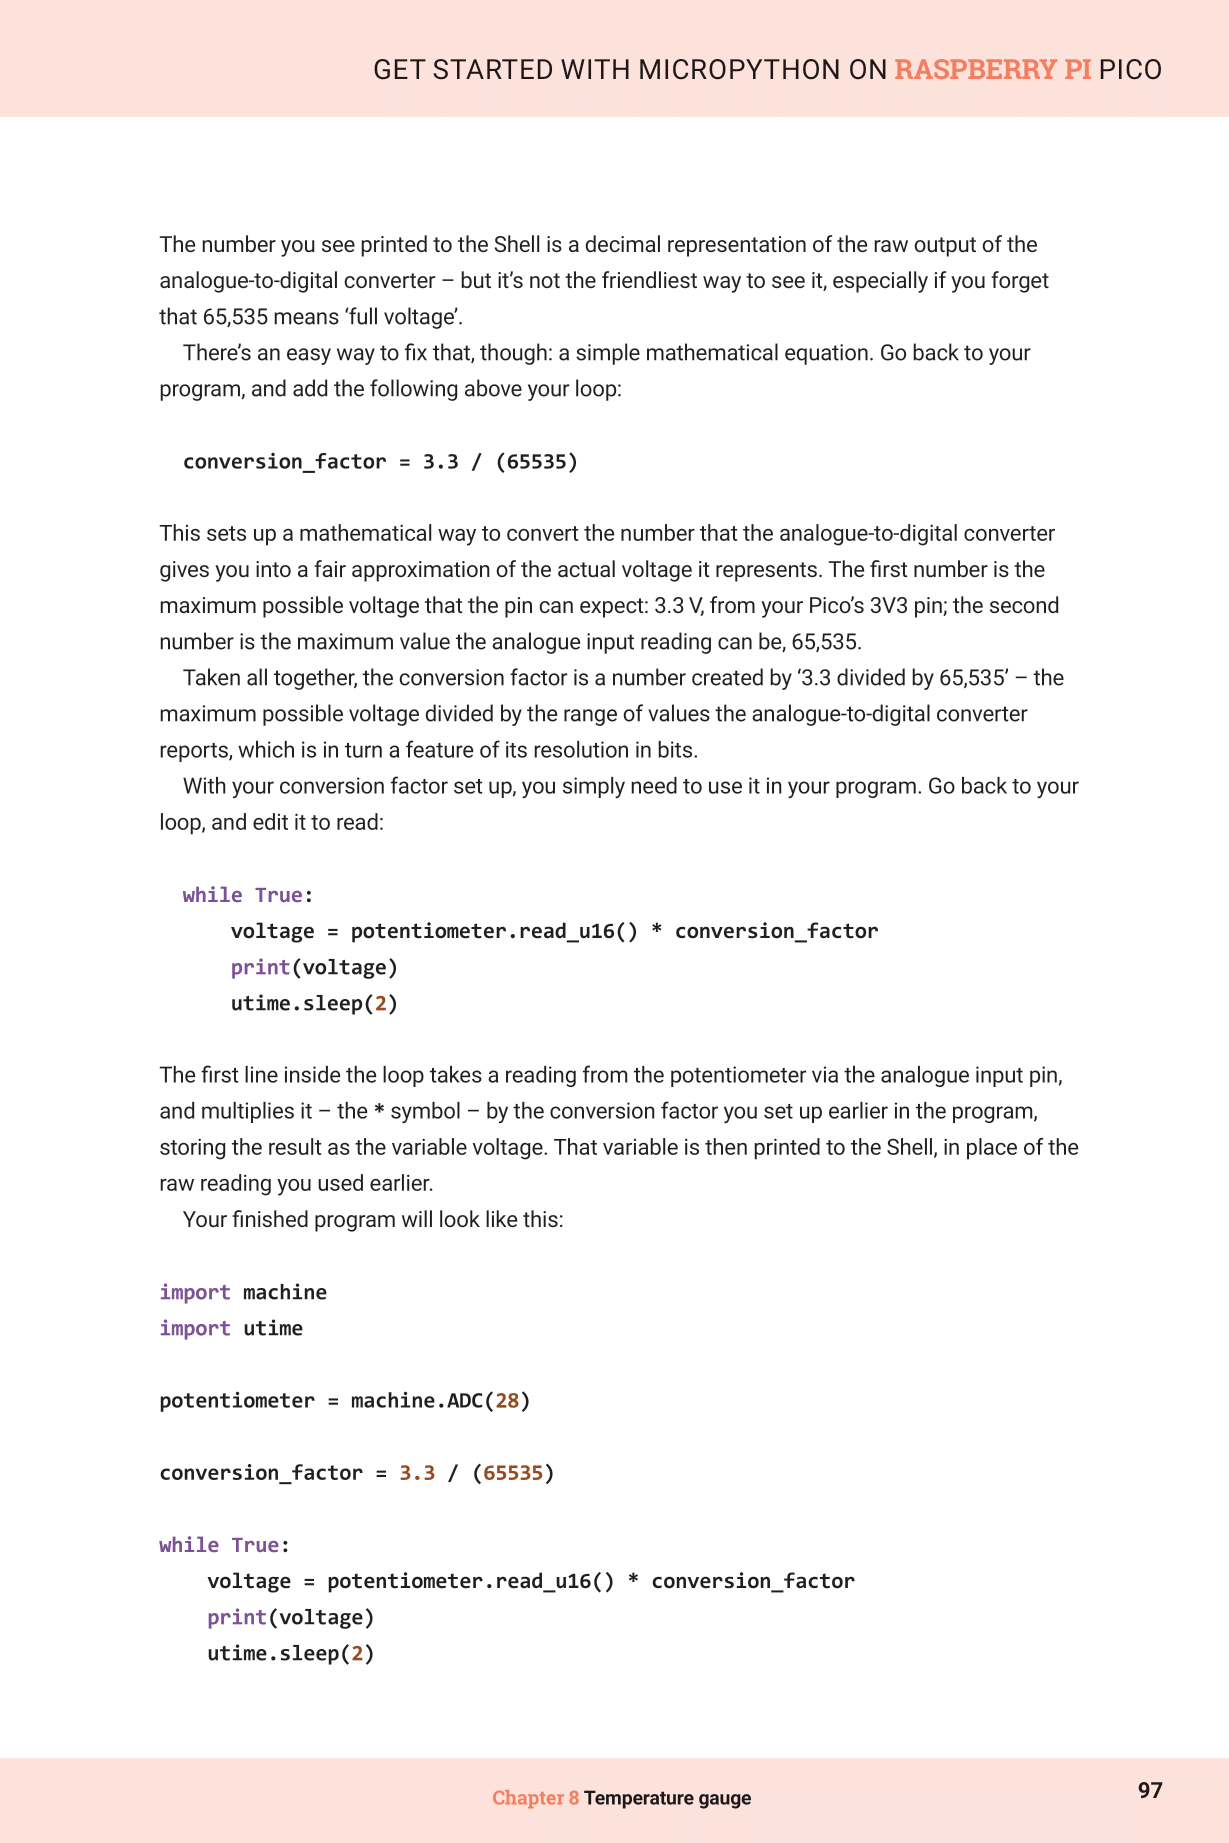 GET STARTED WITH MICROPYTHON ON RASPBERRY PI PICO
The number you see printed to the Shell is a decimal representation of the raw output of the
analogue-to-digital converter – but it’s not the friendliest way to see it, especially if you forget
that 65,535 means ‘full voltage’.
There’s an easy way to fix that, though: a simple mathematical equation. Go back to your
program, and add the following above your loop:
conversion_factor = 3.3 / (65535)
This sets up a mathematical way to convert the number that the analogue-to-digital converter
gives you into a fair approximation of the actual voltage it represents. The first number is the
maximum possible voltage that the pin can expect: 3.3 V, from your Pico’s 3V3 pin; the second
number is the maximum value the analogue input reading can be, 65,535.
Taken all together, the conversion factor is a number created by ‘3.3 divided by 65,535’ – the
maximum possible voltage divided by the range of values the analogue-to-digital converter
reports, which is in turn a feature of its resolution in bits.
With your conversion factor set up, you simply need to use it in your program. Go back to your
loop, and edit it to read:
while True:
    voltage = potentiometer.read_u16() * conversion_factor
    print(voltage)
    utime.sleep(2)
The first line inside the loop takes a reading from the potentiometer via the analogue input pin,
and multiplies it – the * symbol – by the conversion factor you set up earlier in the program,
storing the result as the variable voltage. That variable is then printed to the Shell, in place of the
raw reading you used earlier.
Your finished program will look like this:
import machine
import utime
potentiometer = machine.ADC(28)
conversion_factor = 3.3 / (65535)
while True:
    voltage = potentiometer.read_u16() * conversion_factor
    print(voltage)
    utime.sleep(2)
Chapter 8 Temperature gauge
97